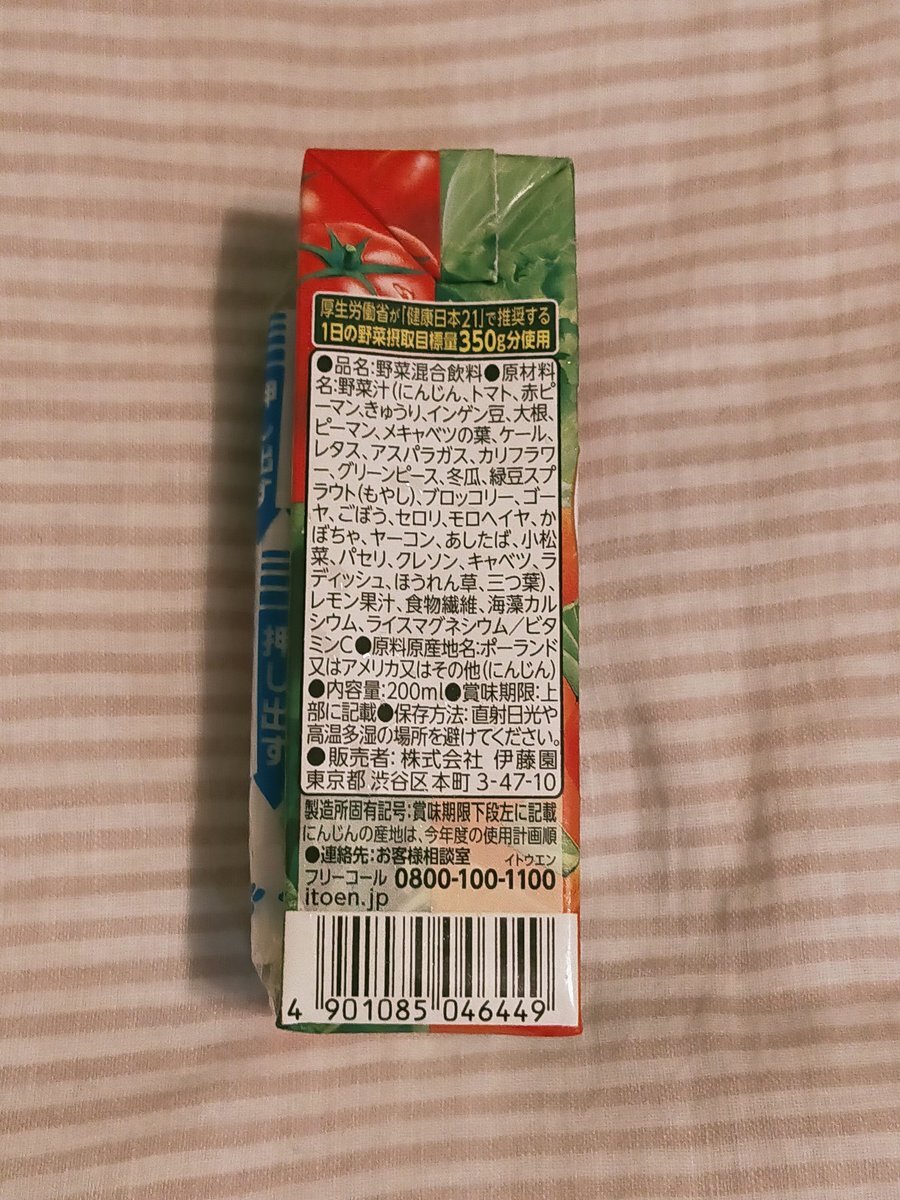 厚生労働省が「健康日本21」で推奨する
1日の野菜摂取目標量350g分使用
●品名:野菜混合飲料●原材料
名:野菜汁(にんじん、トマト、赤ピ
ーマン、きゅうり、インゲン豆、大根、
ピーマン、メキャベツの葉、ケール、
レタス、アスパラガス、カリフラワ
ー、グリーンピース、冬瓜、緑豆スプ
ラウト(もやし)、ブロッコリー、ゴー
ヤ、ごぼう、セロリ、モロヘイヤ、か
ぼちゃ、ヤーコン、あしたば、小松
菜、パセリ、クレソン、キャベツ、ラ
ディッシュ、ほうれん草、三つ葉)、
レモン果汁、食物繊維、海藻カル
シウム、ライスマグネシウム/ビタ
ミンC●原料原産地名:ポーランド
又はアメリカ又はその他(にんじん)
●内容量:200ml●賞味期限:上
部に記載●保存方法:直射日光や
高温多湿の場所を避けてください。
●販売者:株式会社 伊藤園
東京都 渋谷区 本町 3-47-10
製造所固有記号:賞味期限下段左に記載
にんじんの産地は、今年度の使用計画順
●連絡先:お客様相談室 イトウエン
フリーコール 0800-100-1100
itoen.jp
4 901085 046449
押し出す
押し出す